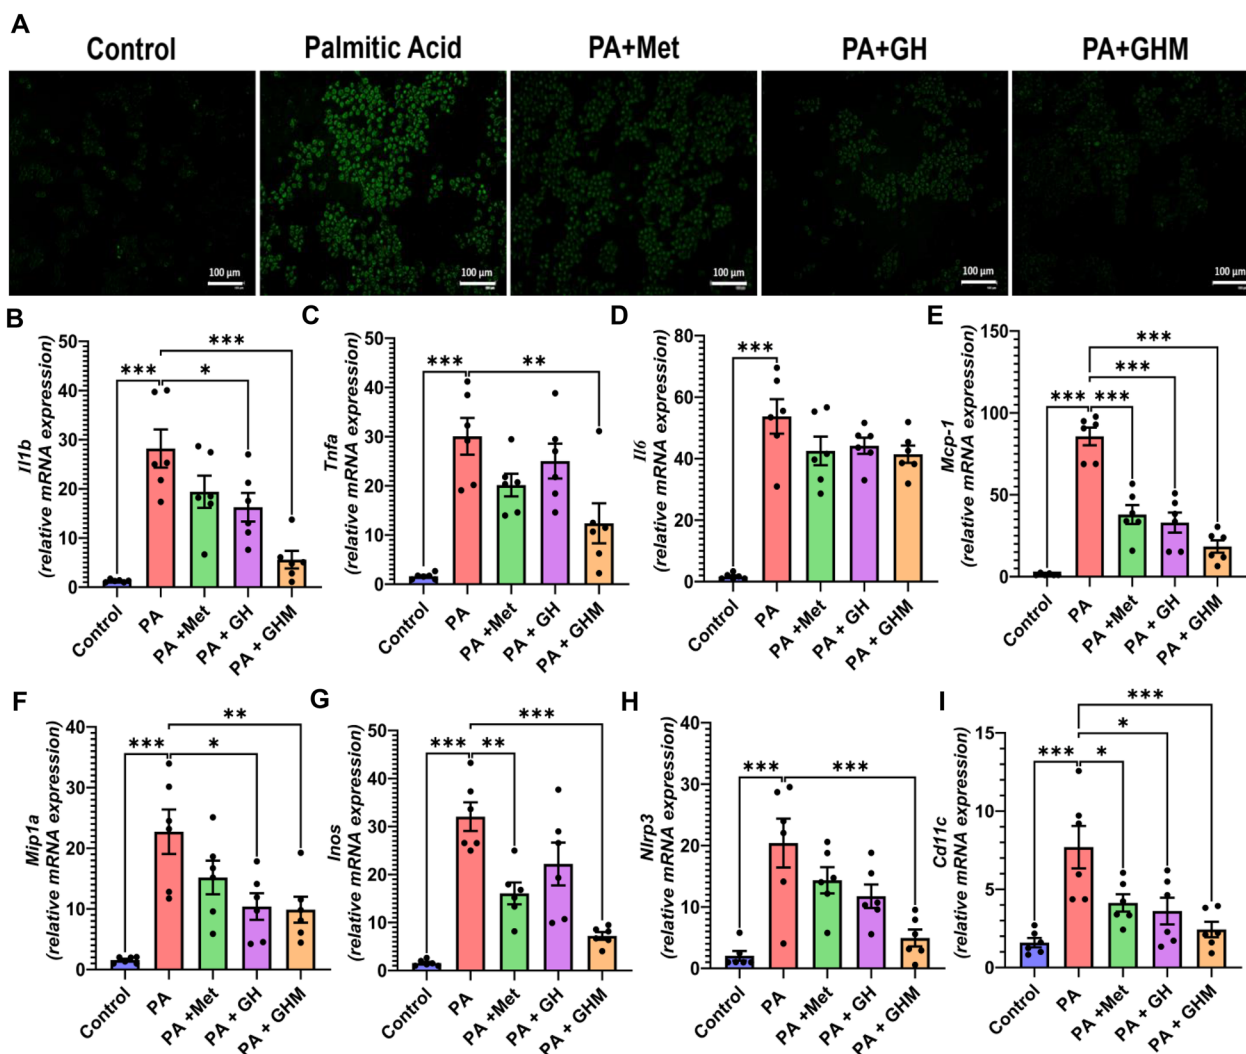 A
Control
Palmitic Acid
PA+Met
PA+GH
PA+GHM
100 µm
100 µm
100 µm
100 µm
100 µm
B
Il1b
(relative mRNA expression)
50
40
30
20
10
0
***
*
***
Control
PA
PA +Met
PA + GH
PA + GHM
C
Tnfa
(relative mRNA expression)
50
40
30
20
10
0
***
**
Control
PA
PA +Met
PA + GH
PA + GHM
D
Il6
(relative mRNA expression)
80
60
40
20
0
***
Control
PA
PA +Met
PA + GH
PA + GHM
E
Mcp-1
(relative mRNA expression)
150
100
50
0
***
***
*** ***
Control
PA
PA +Met
PA + GH
PA + GHM
F
Mip1a
(relative mRNA expression)
40
30
20
10
0
**
***
*
Control
PA
PA +Met
PA + GH
PA + GHM
G
Inos
(relative mRNA expression)
50
40
30
20
10
0
***
*** **
Control
PA
PA +Met
PA + GH
PA + GHM
H
Nlrp3
(relative mRNA expression)
40
30
20
10
0
***
***
Control
PA
PA +Met
PA + GH
PA + GHM
I
Cd11c
(relative mRNA expression)
15
10
5
0
***
*
*** *
Control
PA
PA +Met
PA + GH
PA + GHM